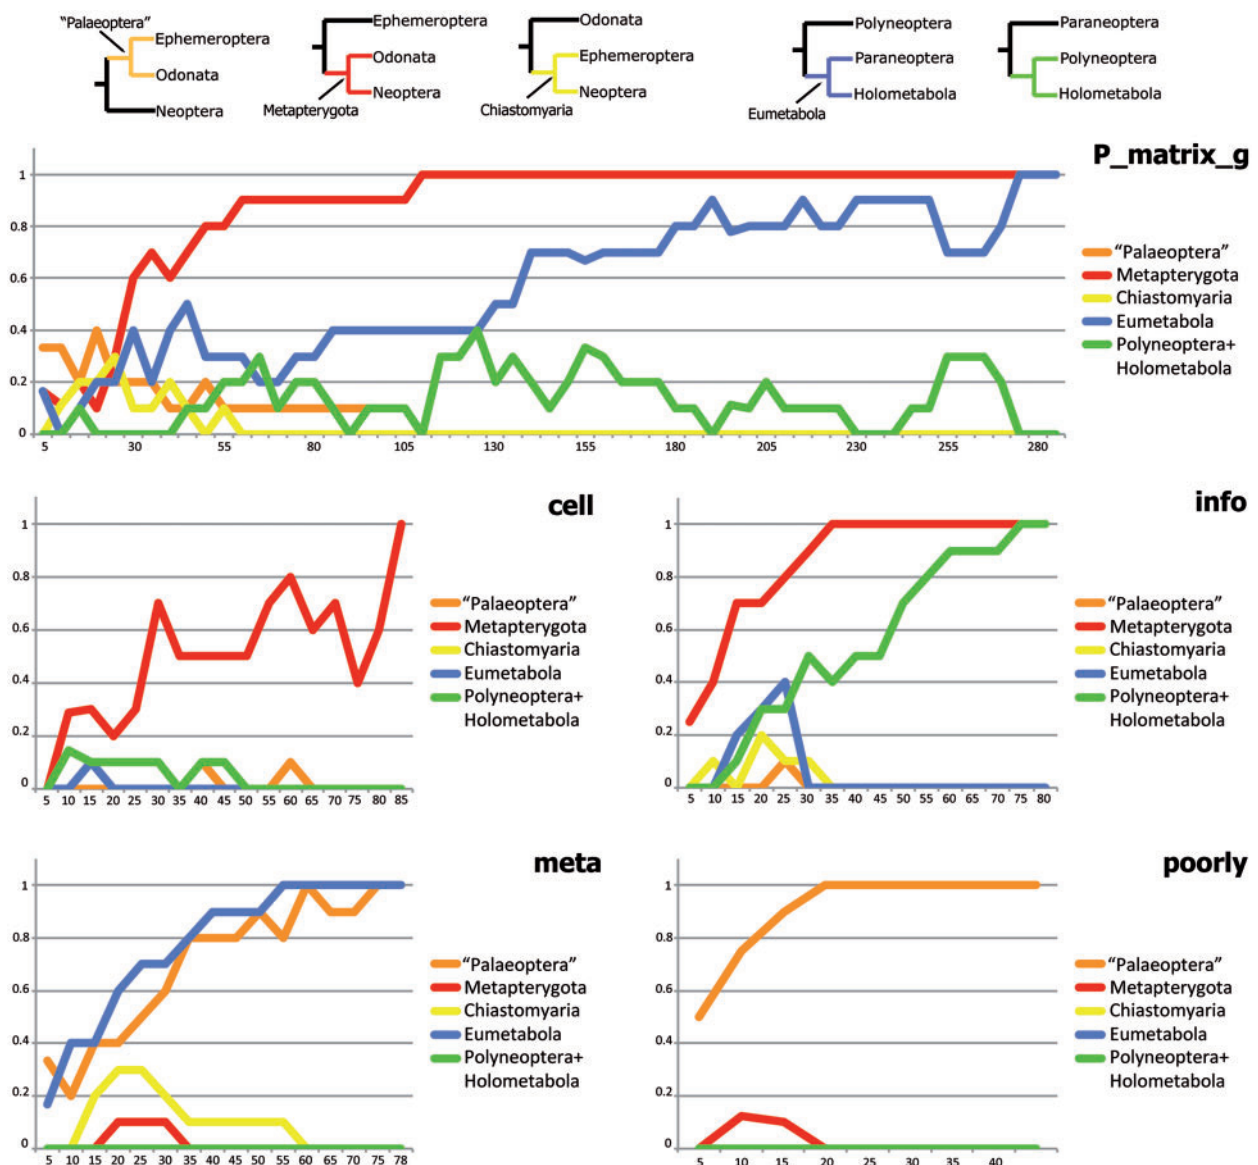 "Palaeoptera"
Ephemeroptera
Odonata
Neoptera
Ephemeroptera
Odonata
Neoptera
Metapterygota
Odonata
Ephemeroptera
Neoptera
Chiastomyaria
Polyneoptera
Paraneoptera
Holometabola
Eumetabola
Paraneoptera
Polyneoptera
Holometabola
P_matrix_g
1
0.8
0.6
0.4
0.2
0
5 30 55 80 105 130 155 180 205 230 255 280
"Palaeoptera"
Metapterygota
Chiastomyaria
Eumetabola
Polyneoptera+
Holometabola
cell
1
0.8
0.6
0.4
0.2
0
5 10 15 20 25 30 35 40 45 50 55 60 65 70 75 80 85
"Palaeoptera"
Metapterygota
Chiastomyaria
Eumetabola
Polyneoptera+
Holometabola
info
1
0.8
0.6
0.4
0.2
0
5 10 15 20 25 30 35 40 45 50 55 60 65 70 75 80
"Palaeoptera"
Metapterygota
Chiastomyaria
Eumetabola
Polyneoptera+
Holometabola
meta
1
0.8
0.6
0.4
0.2
0
5 10 15 20 25 30 35 40 45 50 55 60 65 70 75 78
"Palaeoptera"
Metapterygota
Chiastomyaria
Eumetabola
Polyneoptera+
Holometabola
poorly
1
0.8
0.6
0.4
0.2
0
5 10 15 20 25 30 35 40
"Palaeoptera"
Metapterygota
Chiastomyaria
Eumetabola
Polyneoptera+
Holometabola